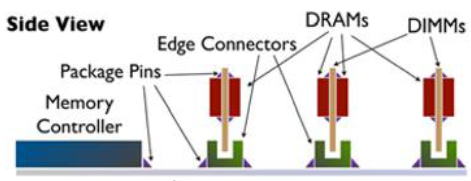 Side View
DRAMs
DIMMs
Edge Connectors
Package Pins
Memory
Controller